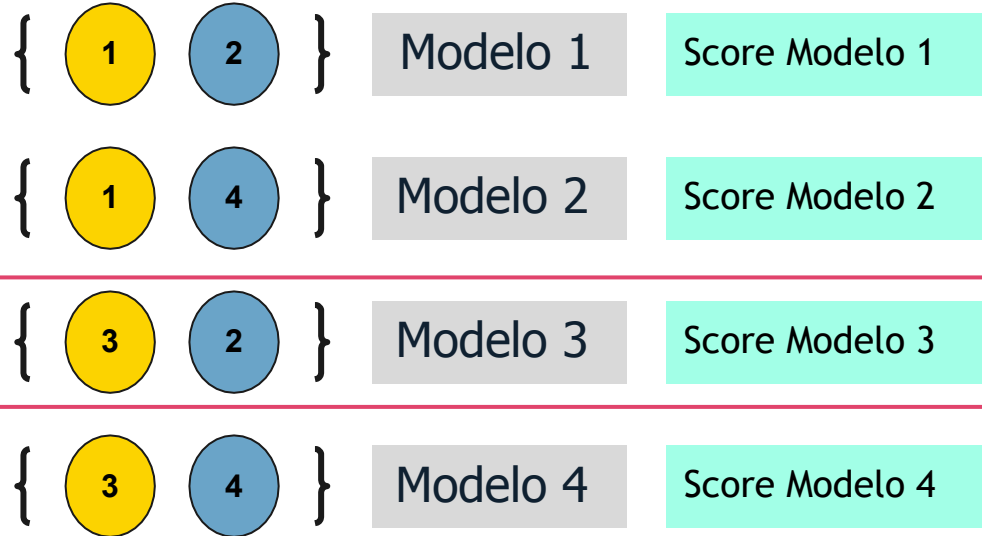 { 1 2 } Modelo 1 Score Modelo 1
{ 1 4 } Modelo 2 Score Modelo 2
{ 3 2 } Modelo 3 Score Modelo 3
{ 3 4 } Modelo 4 Score Modelo 4